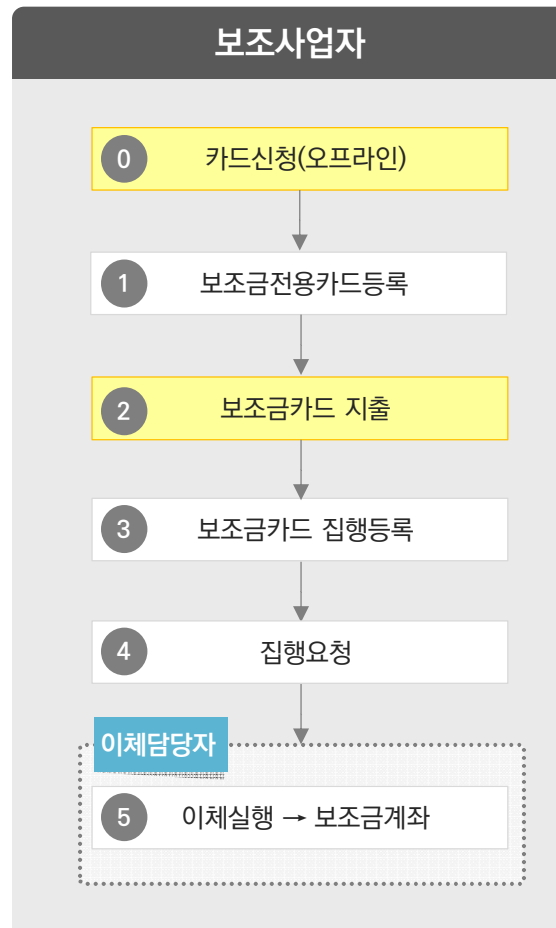 보조사업자
0 카드신청(오프라인)
1 보조금전용카드등록
2 보조금카드 지출
3 보조금카드 집행등록
4 집행요청
이체담당자
5 이체실행 → 보조금계좌